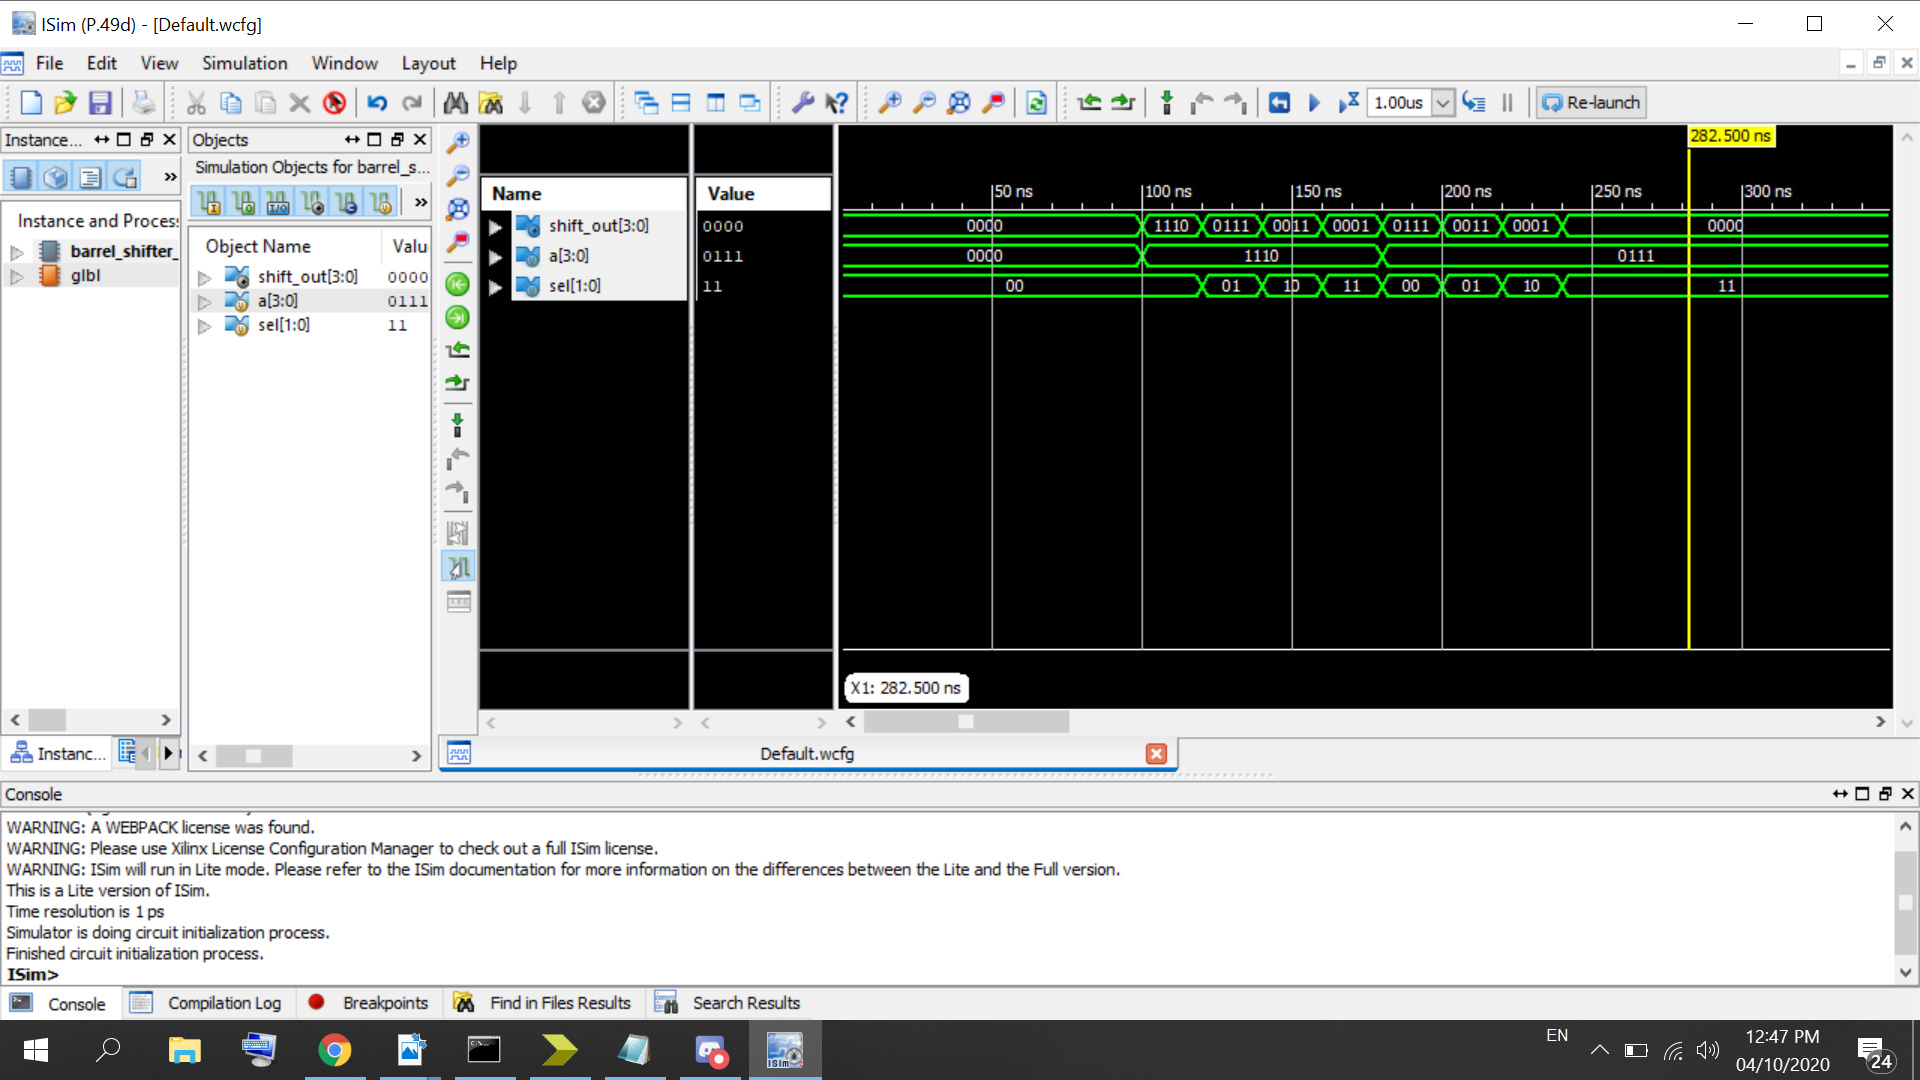 ISim (P.49d) - [Default.wcfg]
File Edit View Simulation Window Layout Help
1.00us Re-launch
Instance...
Objects
Simulation Objects for barrel_s...
Instance and Proces
barrel_shifter_
glbl
Object Name Valu
shift_out[3:0] 0000
a[3:0] 0111
sel[1:0] 11
Name Value
shift_out[3:0] 0000
a[3:0] 0111
sel[1:0] 11
282.500 ns
50 ns 100 ns 150 ns 200 ns 250 ns 300 ns
0000 1110 0111 0011 0001 0111 0011 0001 0000
0000 1110 0111
00 01 10 11 00 01 10 11
X1: 282.500 ns
Instanc...
Default.wcfg
Console
WARNING: A WEBPACK license was found.
WARNING: Please use Xilinx License Configuration Manager to check out a full ISim license.
WARNING: ISim will run in Lite mode. Please refer to the ISim documentation for more information on the differences between the Lite and the Full version.
This is a Lite version of ISim.
Time resolution is 1 ps
Simulator is doing circuit initialization process.
Finished circuit initialization process.
ISim>
Console Compilation Log Breakpoints Find in Files Results Search Results
EN
12:47 PM
04/10/2020
24